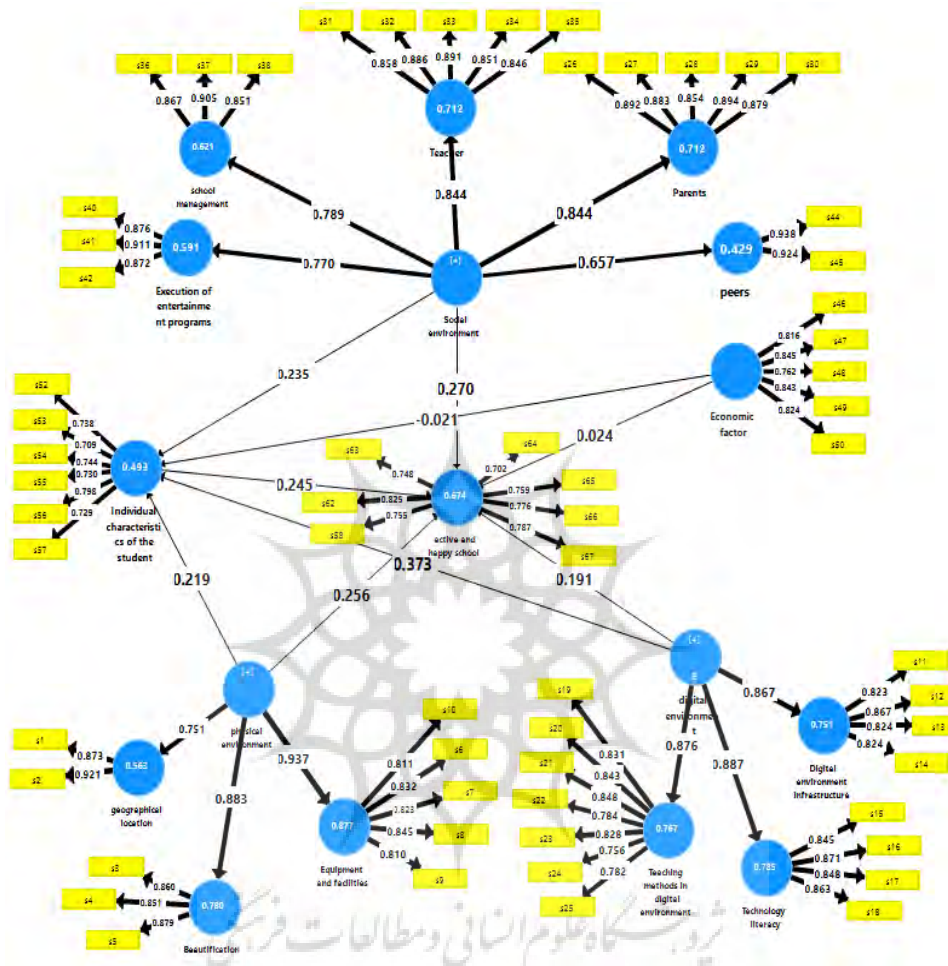 s31 s32 s33 s34 s35
0.858 0.886 0.891 0.851 0.846
s36 s37 s38
0.867 0.905 0.851
s26 s27 s28 s29 s30
0.892 0.883 0.854 0.894 0.879
0.712
Teacher
0.621
school
menegement
0.712
Parents
0.844
0.789
0.844
s40
s41
s42
0.876
0.911
0.872
0.591
Execution of
entertainme
nt programs
0.770
[+]
Social
environment
0.657
0.429
peers
0.938
0.924
s44
s45
0.235
0.270
-0.021
0.024
Economic
factor
0.816
0.845
0.762
0.843
0.824
s46
s47
s48
s49
s50
s52
s53
s54
s55
s56
s57
0.738
0.709
0.744
0.730
0.798
0.729
0.493
Individual
characteristi
cs of the
student
0.245
s63
s62
0.748
0.825
0.755
0.674
active and
happy school
s64
s65
s66
s67
0.702
0.759
0.776
0.787
0.219
0.256
0.373
0.191
[+]
physical
environment
0.751
0.883
0.937
s1
s2
0.873
0.921
0.563
geographical
location
s3
s4
s5
0.860
0.851
0.879
0.780
Beautification
s10
s6
s7
s8
s9
0.811
0.832
0.823
0.845
0.810
0.877
Equipment
and facilities
[+]
digital
environmen
t
0.867
0.876
0.887
s19
s20
s21
s22
s23
s24
s25
0.831
0.843
0.848
0.784
0.828
0.756
0.782
0.767
Teaching
methods in
digital
environment
s11
s12
s13
s14
0.823
0.867
0.824
0.824
0.751
Digital
environment
infrastructure
s15
s16
s17
s18
0.845
0.871
0.848
0.863
0.785
Technology
literacy
پژوهشگاه علوم انسانی و مطالعات فرهنگی